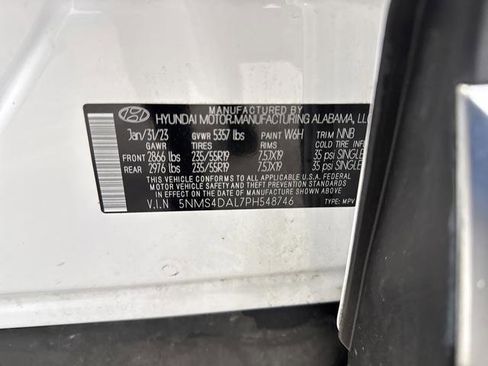 MANUFACTURED BY
HYUNDAI MOTOR MANUFACTURING ALABAMA, LLC
Jan/31/23 GVWR 5357 lbs PAINT W6H TRIM NNB
GAWR TIRES RIMS COLD TIRE INF
FRONT 2866 lbs 235/55R19 7.5JX19 35 psi SINGLE
REAR 2976 lbs 235/55R19 7.5JX19 35 psi SINGLE
THIS VEHICLE CONFORMS TO ALL APPLICABLE U.S. FEDERAL
MOTOR VEHICLE SAFETY, BUMPER, AND THEFT PREVENTION STANDARDS
IN EFFECT ON THE DATE OF MANUFACTURE SHOWN ABOVE.
V.I.N 5NMS4DAL7PH548746 TYPE: MPV